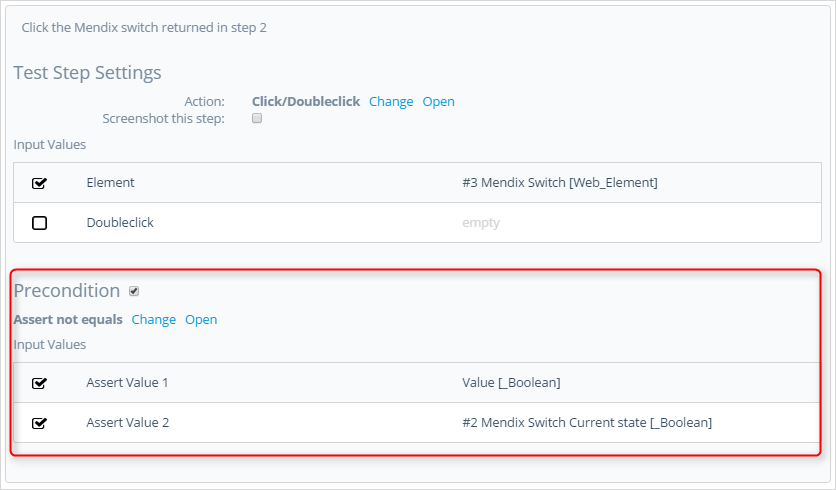 Click the Mendix switch returned in step 2
Test Step Settings
Action: Click/Doubleclick Change Open
Screenshot this step:
Input Values
Element #3 Mendix Switch [Web_Element]
Doubleclick empty
Precondition
Assert not equals Change Open
Input Values
Assert Value 1 Value [_Boolean]
Assert Value 2 #2 Mendix Switch Current state [_Boolean]